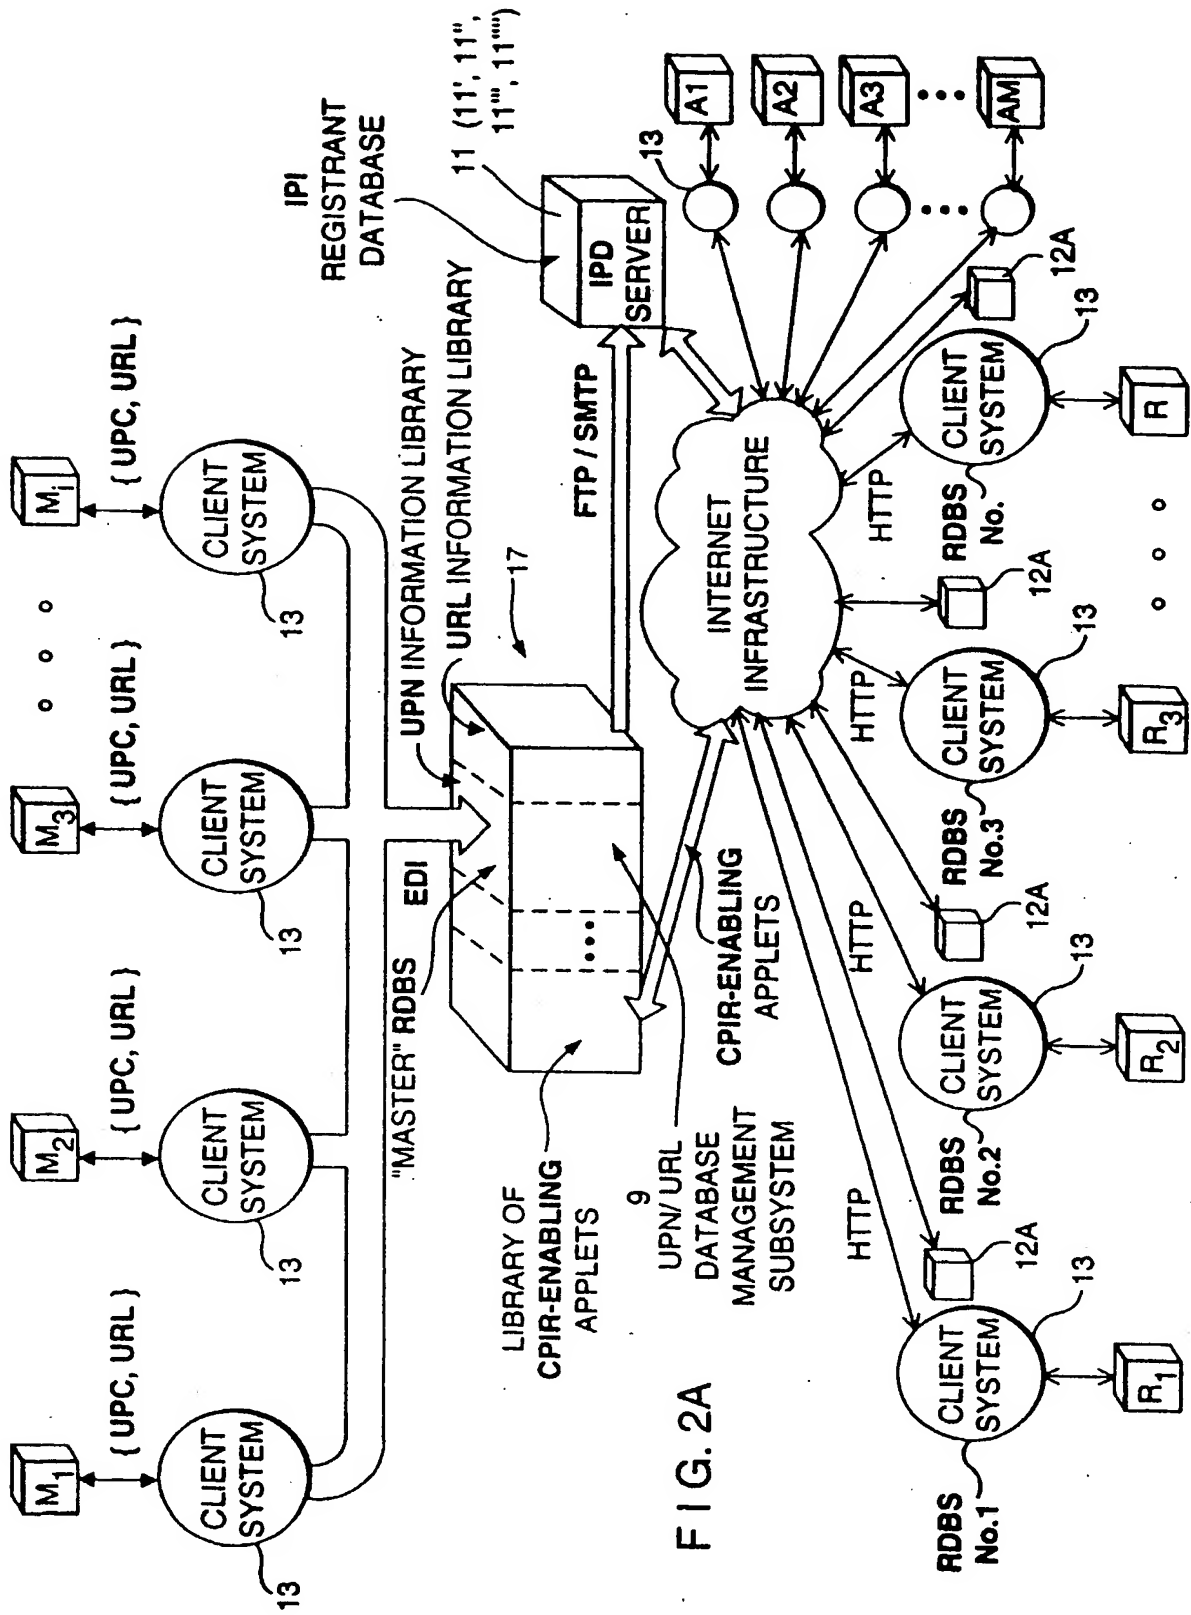 M1
M2
M3
Mi
{ UPC, URL }
{ UPC, URL }
{ UPC, URL }
{ UPC, URL }
CLIENT
SYSTEM
CLIENT
SYSTEM
CLIENT
SYSTEM
CLIENT
SYSTEM
13
13
13
13
EDI
"MASTER" RDBS
UPN INFORMATION LIBRARY
URL INFORMATION LIBRARY
17
IPI
REGISTRANT
DATABASE
11 (11', 11'',
11''', 11'''')
IPD
SERVER
FTP / SMTP
LIBRARY OF
CPIR-ENABLING
APPLETS
9
UPN/ URL
DATABASE
MANAGEMENT
SUBSYSTEM
CPIR-ENABLING
APPLETS
INTERNET
INFRASTRUCTURE
13
A1
A2
A3
AM
HTTP
HTTP
HTTP
HTTP
12A
12A
12A
12A
CLIENT
SYSTEM
CLIENT
SYSTEM
CLIENT
SYSTEM
CLIENT
SYSTEM
13
13
13
13
RDBS
No.1
RDBS
No.2
RDBS
No.3
RDBS
No.
R1
R2
R3
R
FIG. 2A